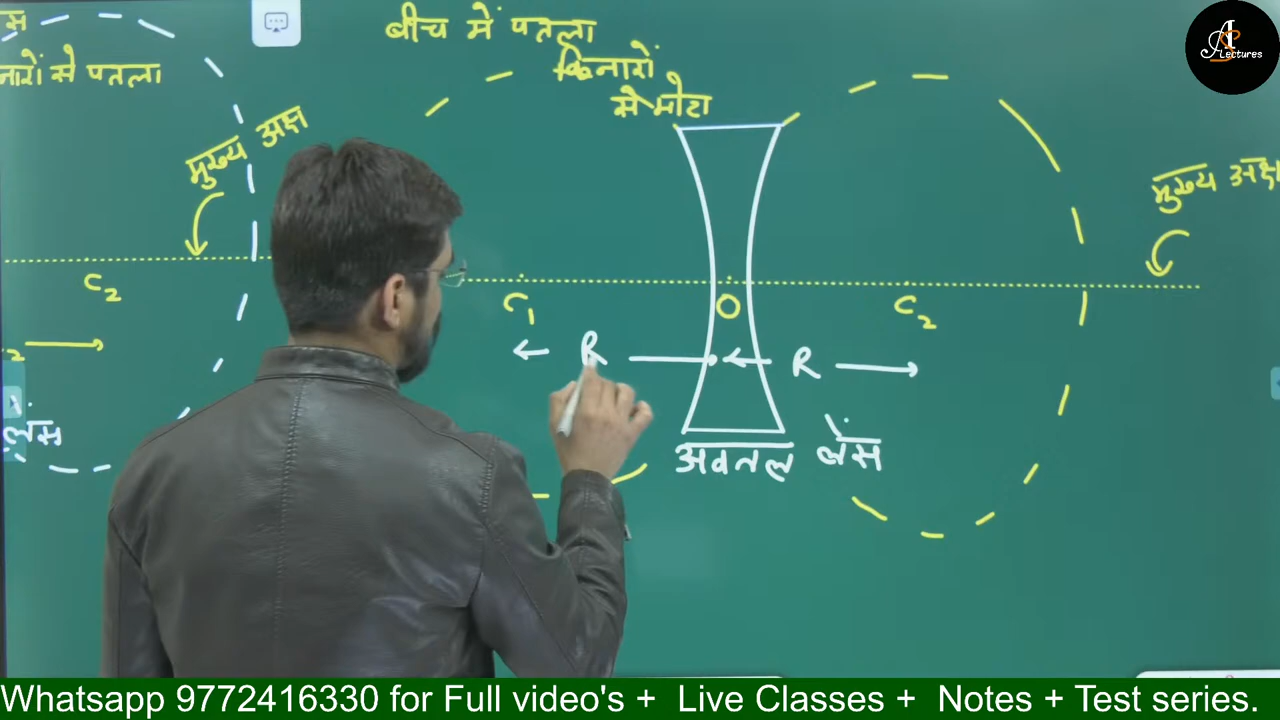 बीच में पतला
किनारों
से मोटा
नारों से पतला
मुख्य अक्ष
C₂
लेंस
मुख्य अक्ष
C₁
O
C₂
R
R
अवतल लेंस
AS
Lectures
Whatsapp 9772416330 for Full video's + Live Classes + Notes + Test series.